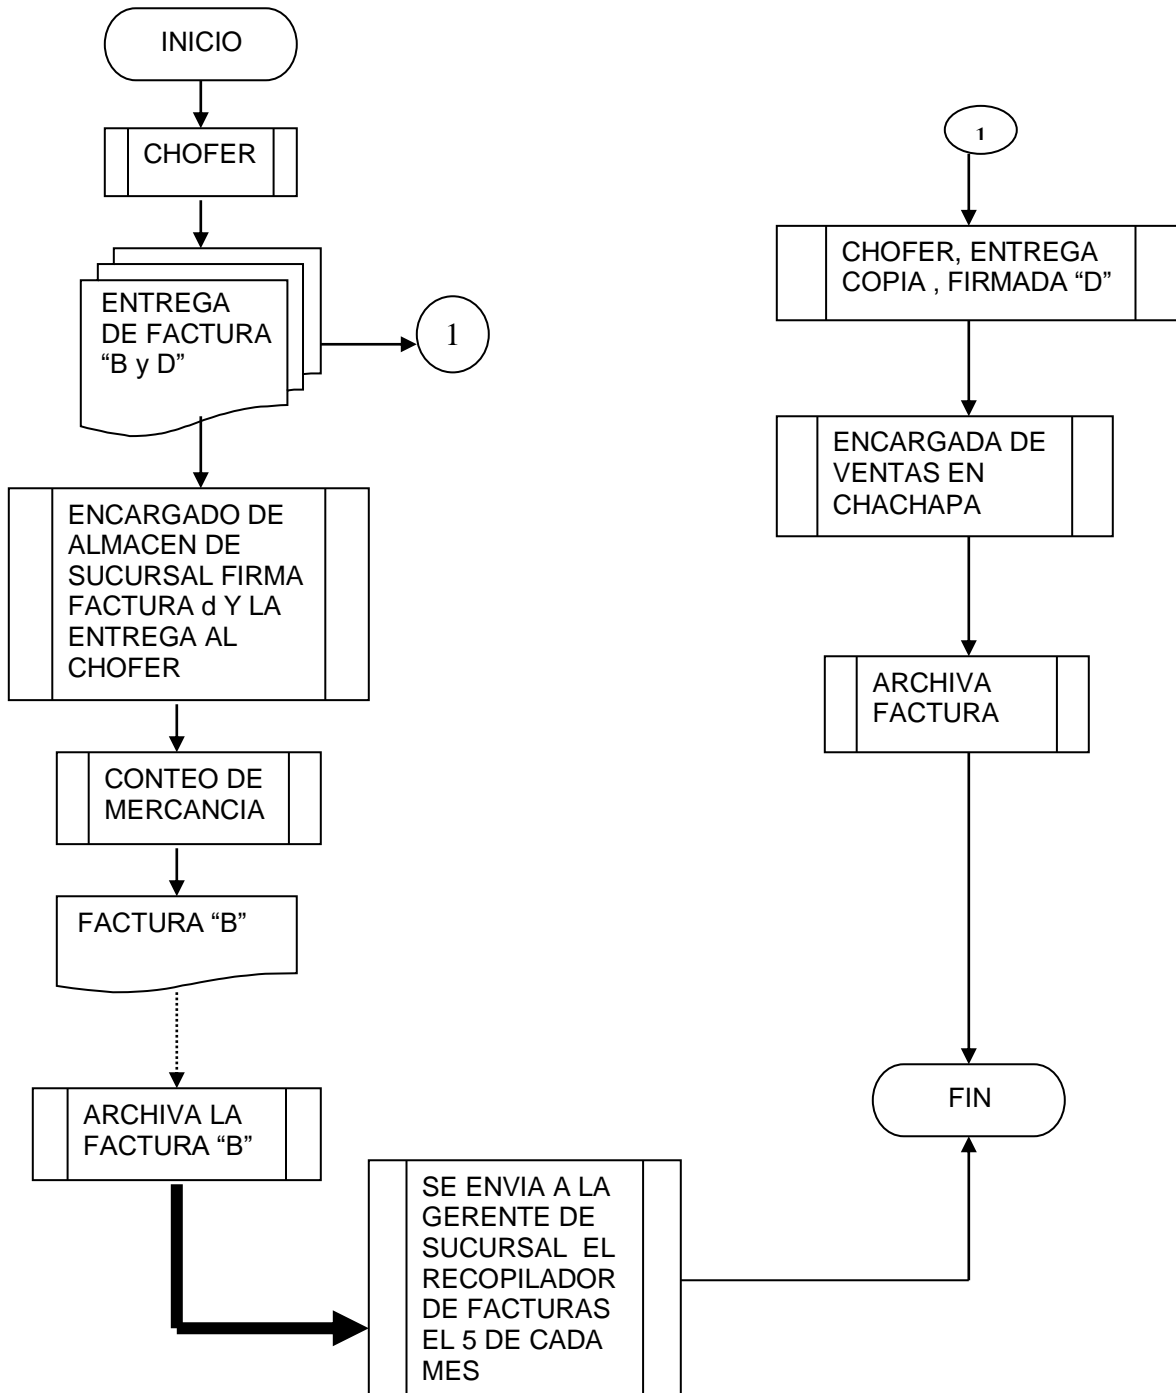 INICIO
CHOFER
ENTREGA
DE FACTURA
“B y D”
1
ENCARGADO DE
ALMACEN DE
SUCURSAL FIRMA
FACTURA d Y LA
ENTREGA AL
CHOFER
CONTEO DE
MERCANCIA
FACTURA “B”
ARCHIVA LA
FACTURA “B”
SE ENVIA A LA
GERENTE DE
SUCURSAL EL
RECOPILADOR
DE FACTURAS
EL 5 DE CADA
MES
1
CHOFER, ENTREGA
COPIA , FIRMADA “D”
ENCARGADA DE
VENTAS EN
CHACHAPA
ARCHIVA
FACTURA
FIN